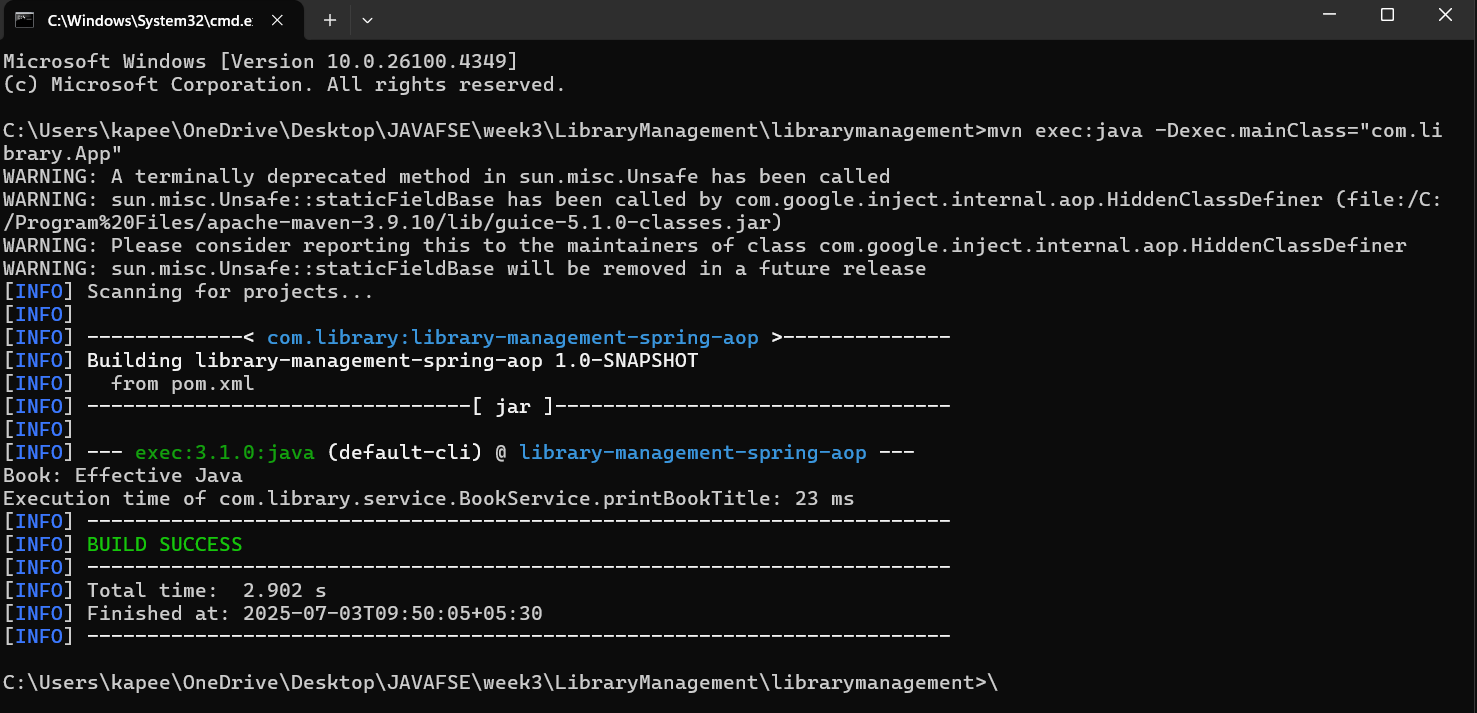 C:\Windows\System32\cmd.e
Microsoft Windows [Version 10.0.26100.4349]
(c) Microsoft Corporation. All rights reserved.
C:\Users\kapee\OneDrive\Desktop\JAVAFSE\week3\LibraryManagement\librarymanagement>mvn exec:java -Dexec.mainClass="com.li
brary.App"
WARNING: A terminally deprecated method in sun.misc.Unsafe has been called
WARNING: sun.misc.Unsafe::staticFieldBase has been called by com.google.inject.internal.aop.HiddenClassDefiner (file:/C:
/Program%20Files/apache-maven-3.9.10/lib/guice-5.1.0-classes.jar)
WARNING: Please consider reporting this to the maintainers of class com.google.inject.internal.aop.HiddenClassDefiner
WARNING: sun.misc.Unsafe::staticFieldBase will be removed in a future release
[INFO] Scanning for projects...
[INFO]
[INFO] -------------< com.library:library-management-spring-aop >--------------
[INFO] Building library-management-spring-aop 1.0-SNAPSHOT
[INFO]   from pom.xml
[INFO] --------------------------------[ jar ]---------------------------------
[INFO]
[INFO] --- exec:3.1.0:java (default-cli) @ library-management-spring-aop ---
Book: Effective Java
Execution time of com.library.service.BookService.printBookTitle: 23 ms
[INFO] ------------------------------------------------------------------------
[INFO] BUILD SUCCESS
[INFO] ------------------------------------------------------------------------
[INFO] Total time:  2.902 s
[INFO] Finished at: 2025-07-03T09:50:05+05:30
[INFO] ------------------------------------------------------------------------
C:\Users\kapee\OneDrive\Desktop\JAVAFSE\week3\LibraryManagement\librarymanagement>\